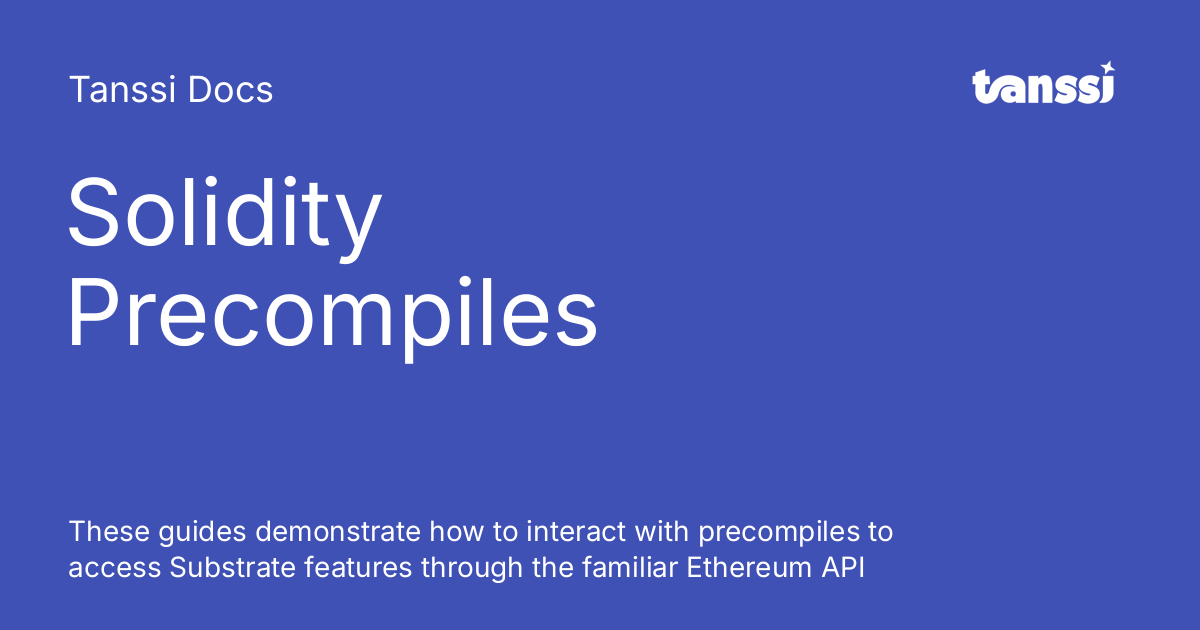 Tanssi Docs
tanssi
Solidity
Precompiles
These guides demonstrate how to interact with precompiles to
access Substrate features through the familiar Ethereum API